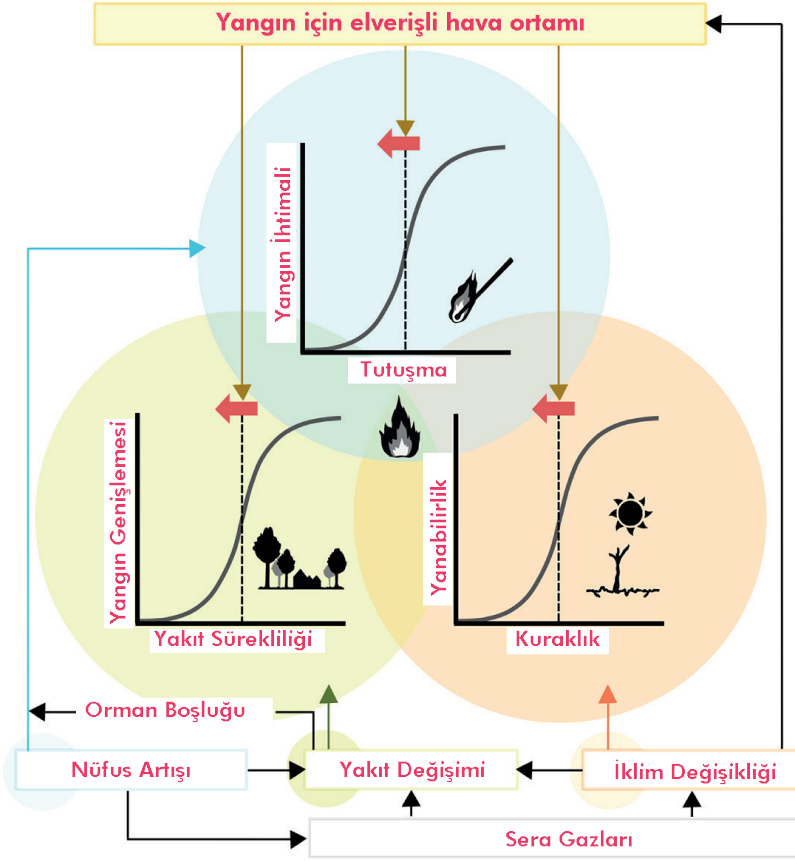 Yangın için elverişli hava ortamı
Yangın İhtimali
Tutuşma
Yangın Genişlemesi
Yakıt Sürekliliği
Yanabilirlik
Kuraklık
Orman Boşluğu
Nüfus Artışı
Yakıt Değişimi
İklim Değişikliği
Sera Gazları